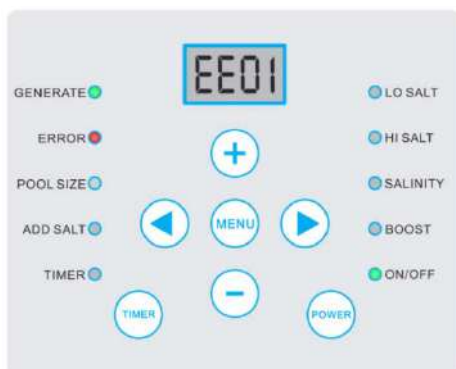 EE01
GENERATE
LO SALT
ERROR
HI SALT
POOL SIZE
SALINITY
ADD SALT
MENU
BOOST
TIMER
ON/OFF
TIMER
POWER